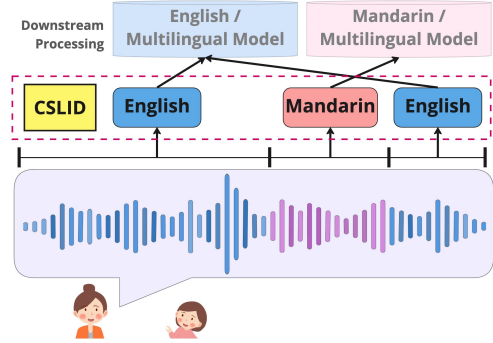 Downstream
Processing
English /
Multilingual Model
Mandarin /
Multilingual Model
CSLID
English
Mandarin
English